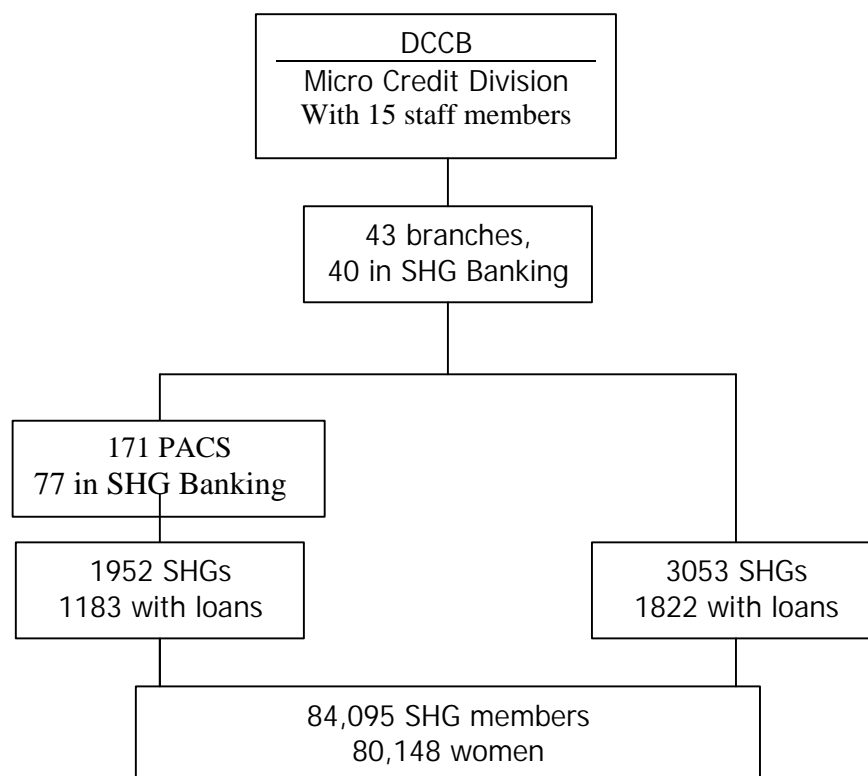 DCCB
Micro Credit Division
With 15 staff members
43 branches,
40 in SHG Banking
171 PACS
77 in SHG Banking
1952 SHGs
1183 with loans
3053 SHGs
1822 with loans
84,095 SHG members
80,148 women